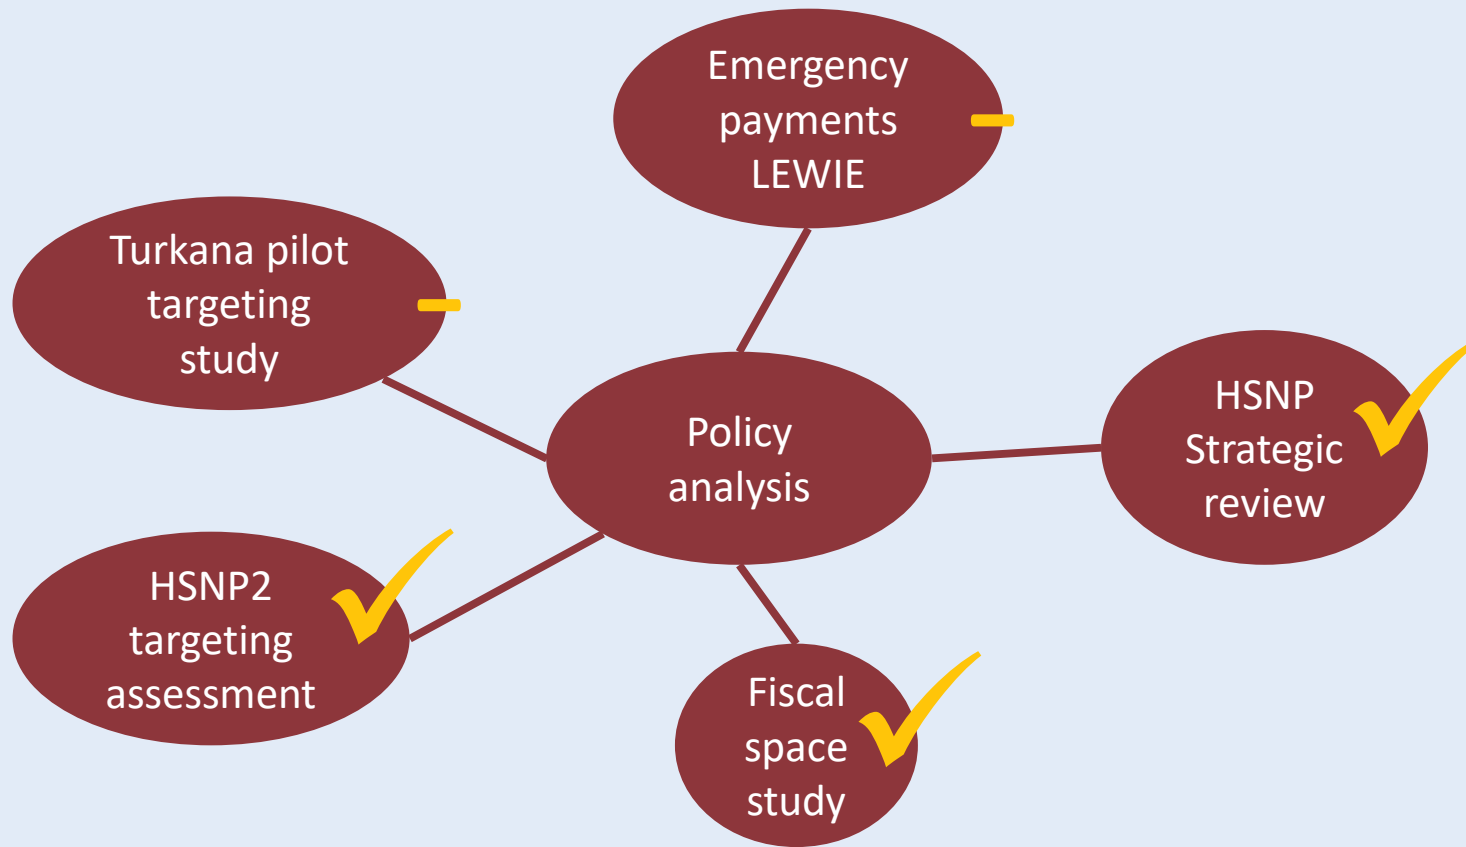 Emergency
payments
LEWIE
Turkana pilot
targeting
study
Policy
analysis
HSNP
Strategic
review
HSNP2
targeting
assessment
Fiscal
space
study